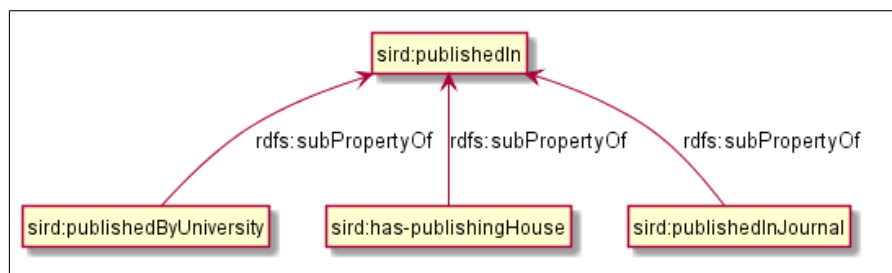 sird:publishedIn
rdfs:subPropertyOf rdfs:subPropertyOf rdfs:subPropertyOf
sird:publishedByUniversity sird:has-publishingHouse sird:publishedInJournal